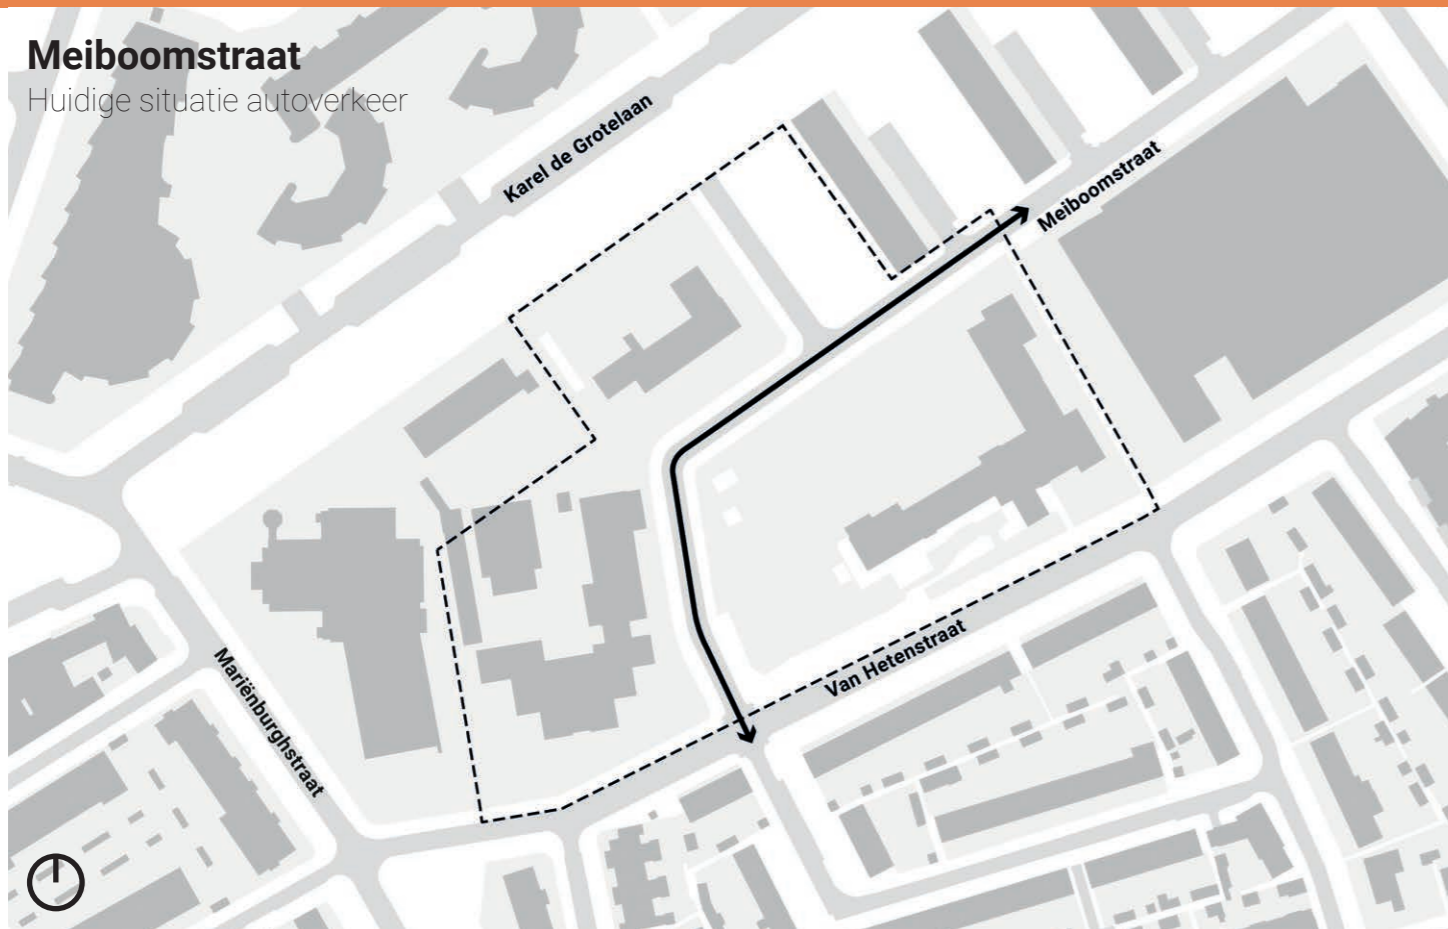 Meiboomstraat
Huidige situatie autoverkeer
Karel de Grotelaan
Meiboomstraat
Van Hetenstraat
Mariënburghstraat